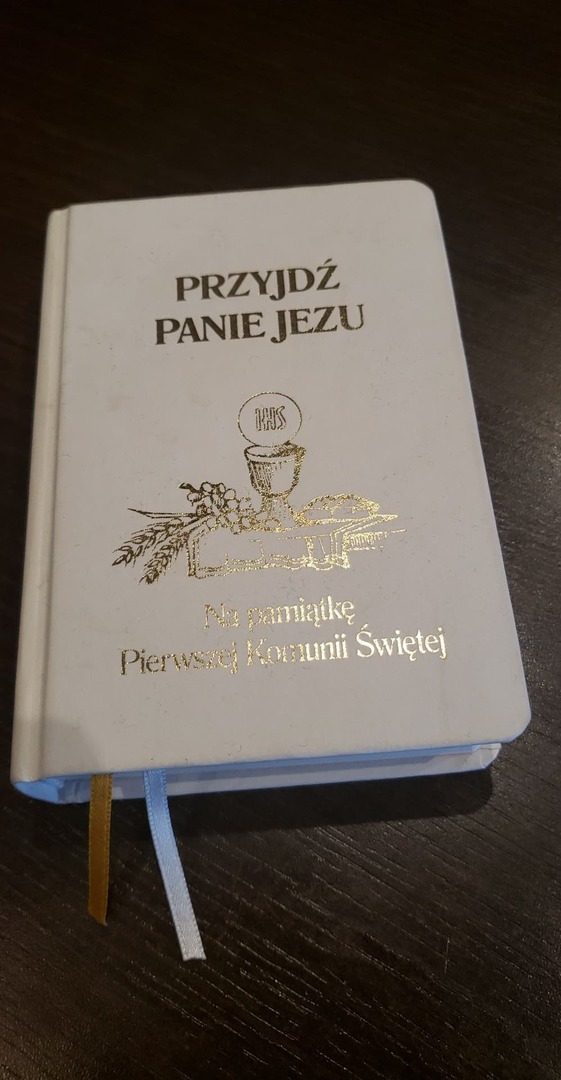 PRZYJDŹ
PANIE JEZU
IHS
Na pamiątkę
Pierwszej Komunii Świętej